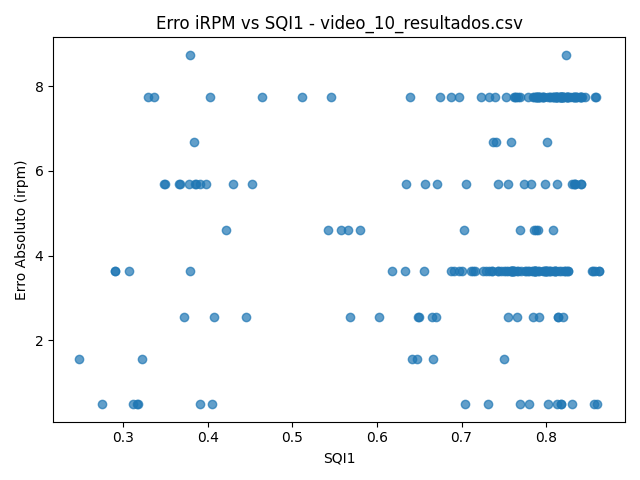 Erro iRPM vs SQI1 - video_10_resultados.csv
Erro Absoluto (irpm)
8
6
4
2
0.3 0.4 0.5 0.6 0.7 0.8
SQI1